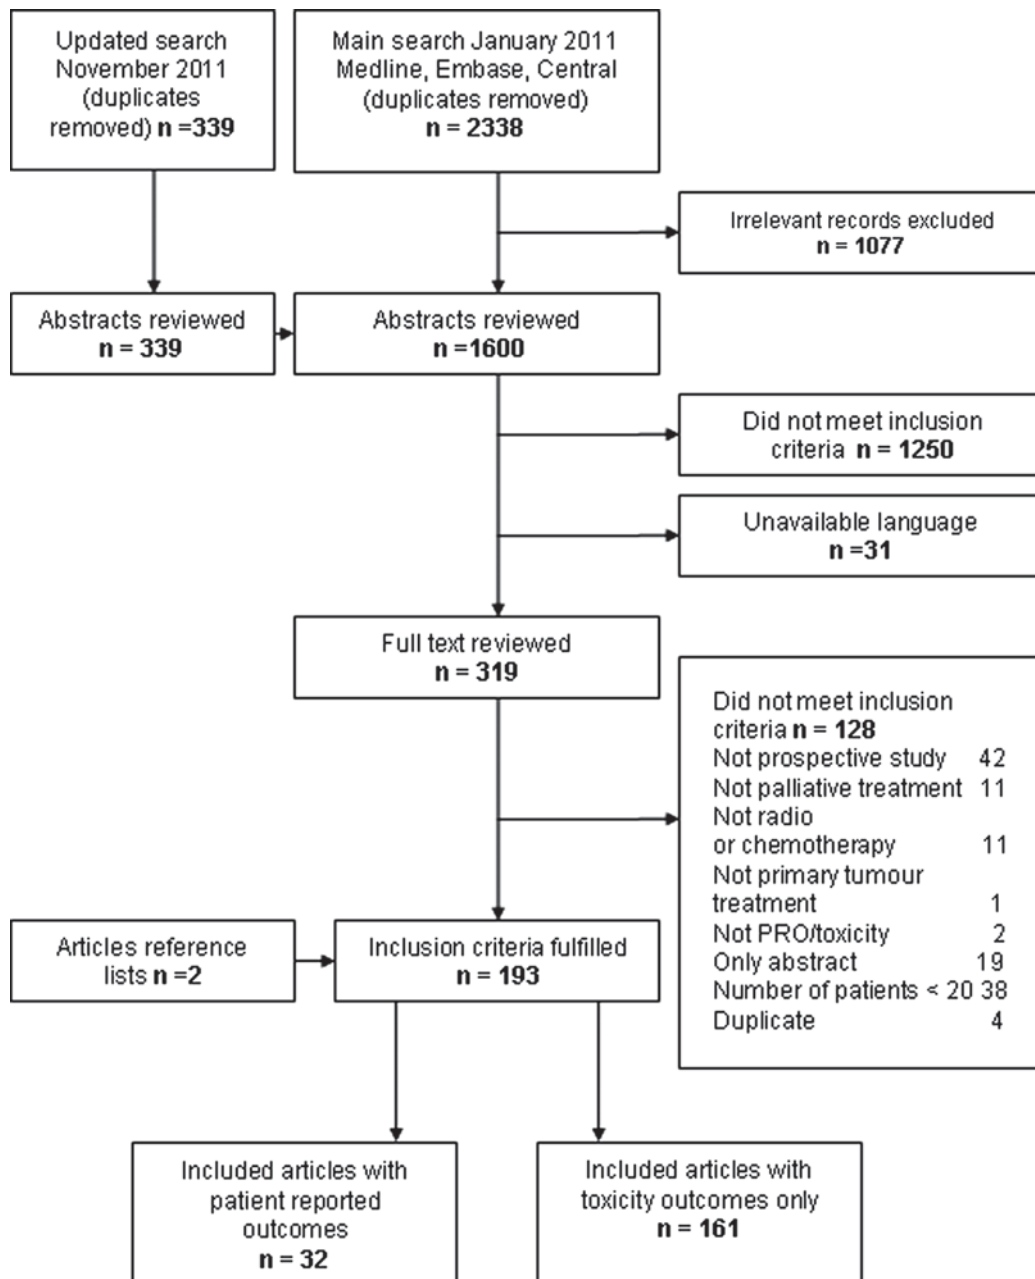 Updated search
November 2011
(duplicates
removed) n =339
Main search January 2011
Medline, Embase, Central
(duplicates removed)
n = 2338
Irrelevant records excluded
n = 1077
Abstracts reviewed
n = 339
Abstracts reviewed
n =1600
Did not meet inclusion
criteria n = 1250
Unavailable language
n =31
Full text reviewed
n = 319
Did not meet inclusion
criteria n = 128
Not prospective study 42
Not palliative treatment 11
Not radio
or chemotherapy 11
Not primary tumour
treatment 1
Not PRO/toxicity 2
Only abstract 19
Number of patients < 20 38
Duplicate 4
Articles reference
lists n =2
Inclusion criteria fulfilled
n = 193
Included articles with
patient reported
outcomes
n = 32
Included articles with
toxicity outcomes only
n = 161